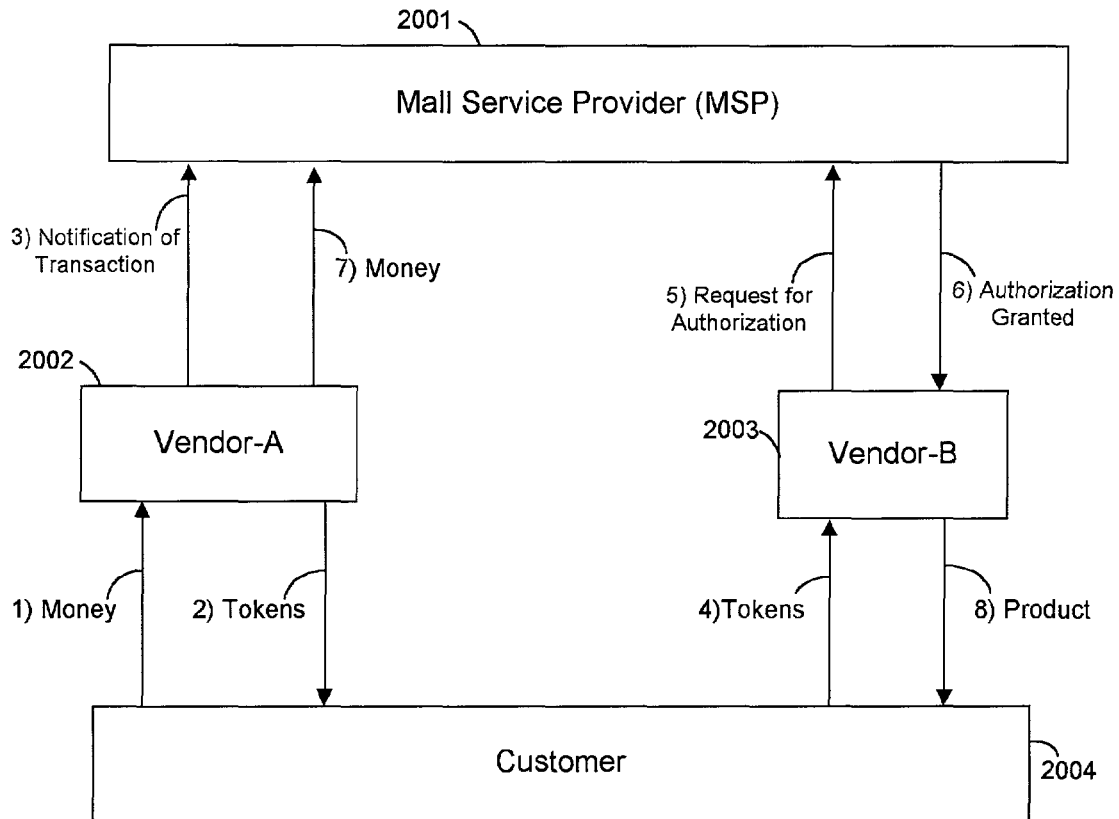 2001
Mall Service Provider (MSP)
3) Notification of
Transaction
7) Money
5) Request for
Authorization
6) Authorization
Granted
2002
Vendor-A
2003
Vendor-B
1) Money
2) Tokens
4)Tokens
8) Product
Customer
2004